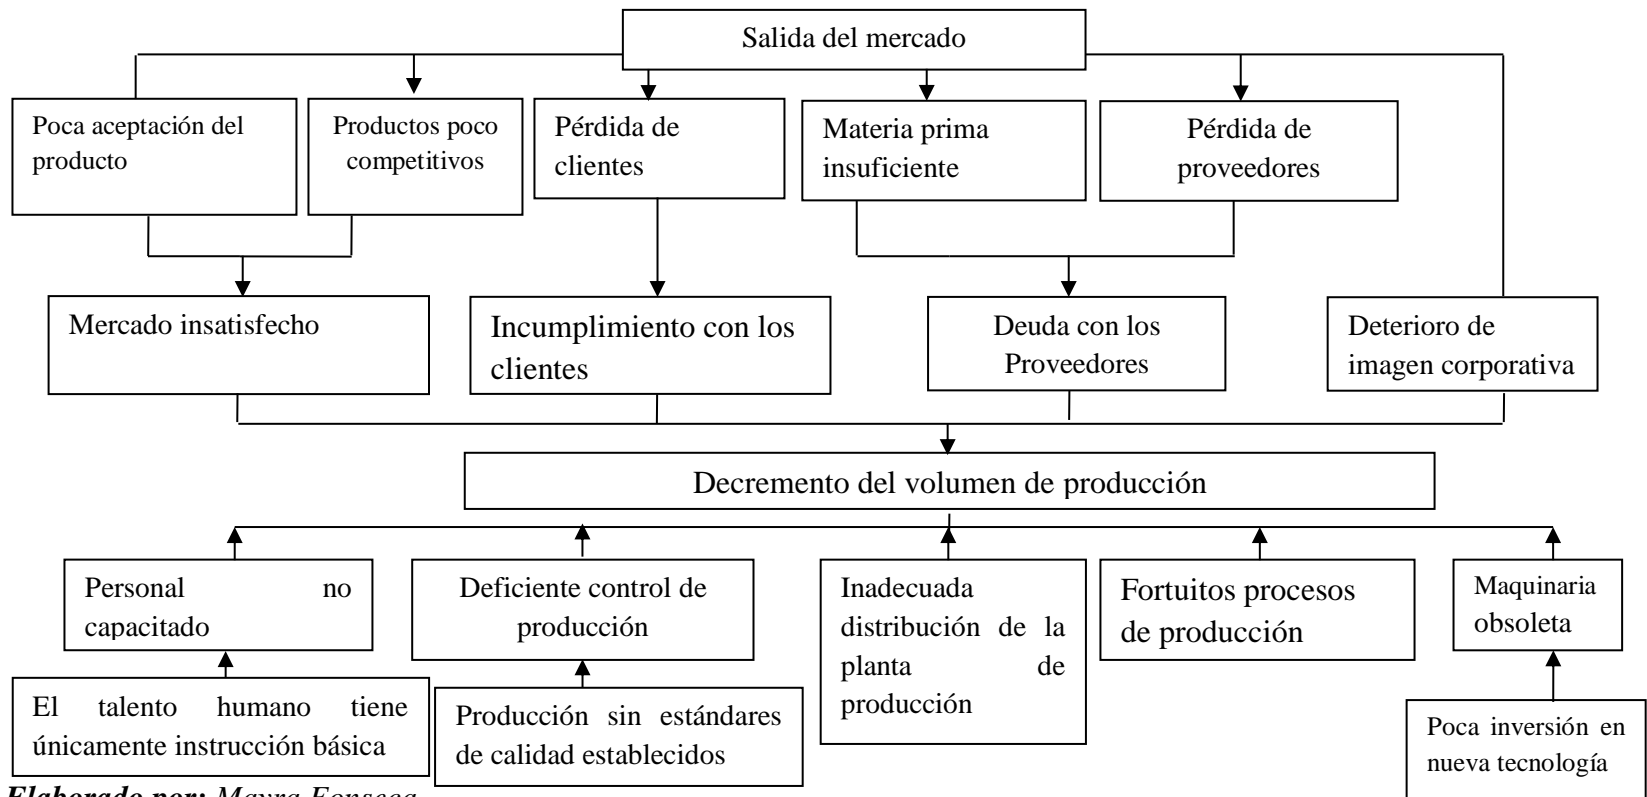 Salida del mercado
Poca aceptación del
producto
Productos poco
competitivos
Pérdida de
clientes
Materia prima
insuficiente
Pérdida de
proveedores
Mercado insatisfecho
Incumplimiento con los
clientes
Deuda con los
Proveedores
Deterioro de
imagen corporativa
Decremento del volumen de producción
Personal no
capacitado
Deficiente control de
producción
Inadecuada
distribución de la
planta de
producción
Fortuitos procesos
de producción
Maquinaria
obsoleta
El talento humano tiene
únicamente instrucción básica
Producción sin estándares
de calidad establecidos
Poca inversión en
nueva tecnología
Elaborado por: Mayra Fonseca